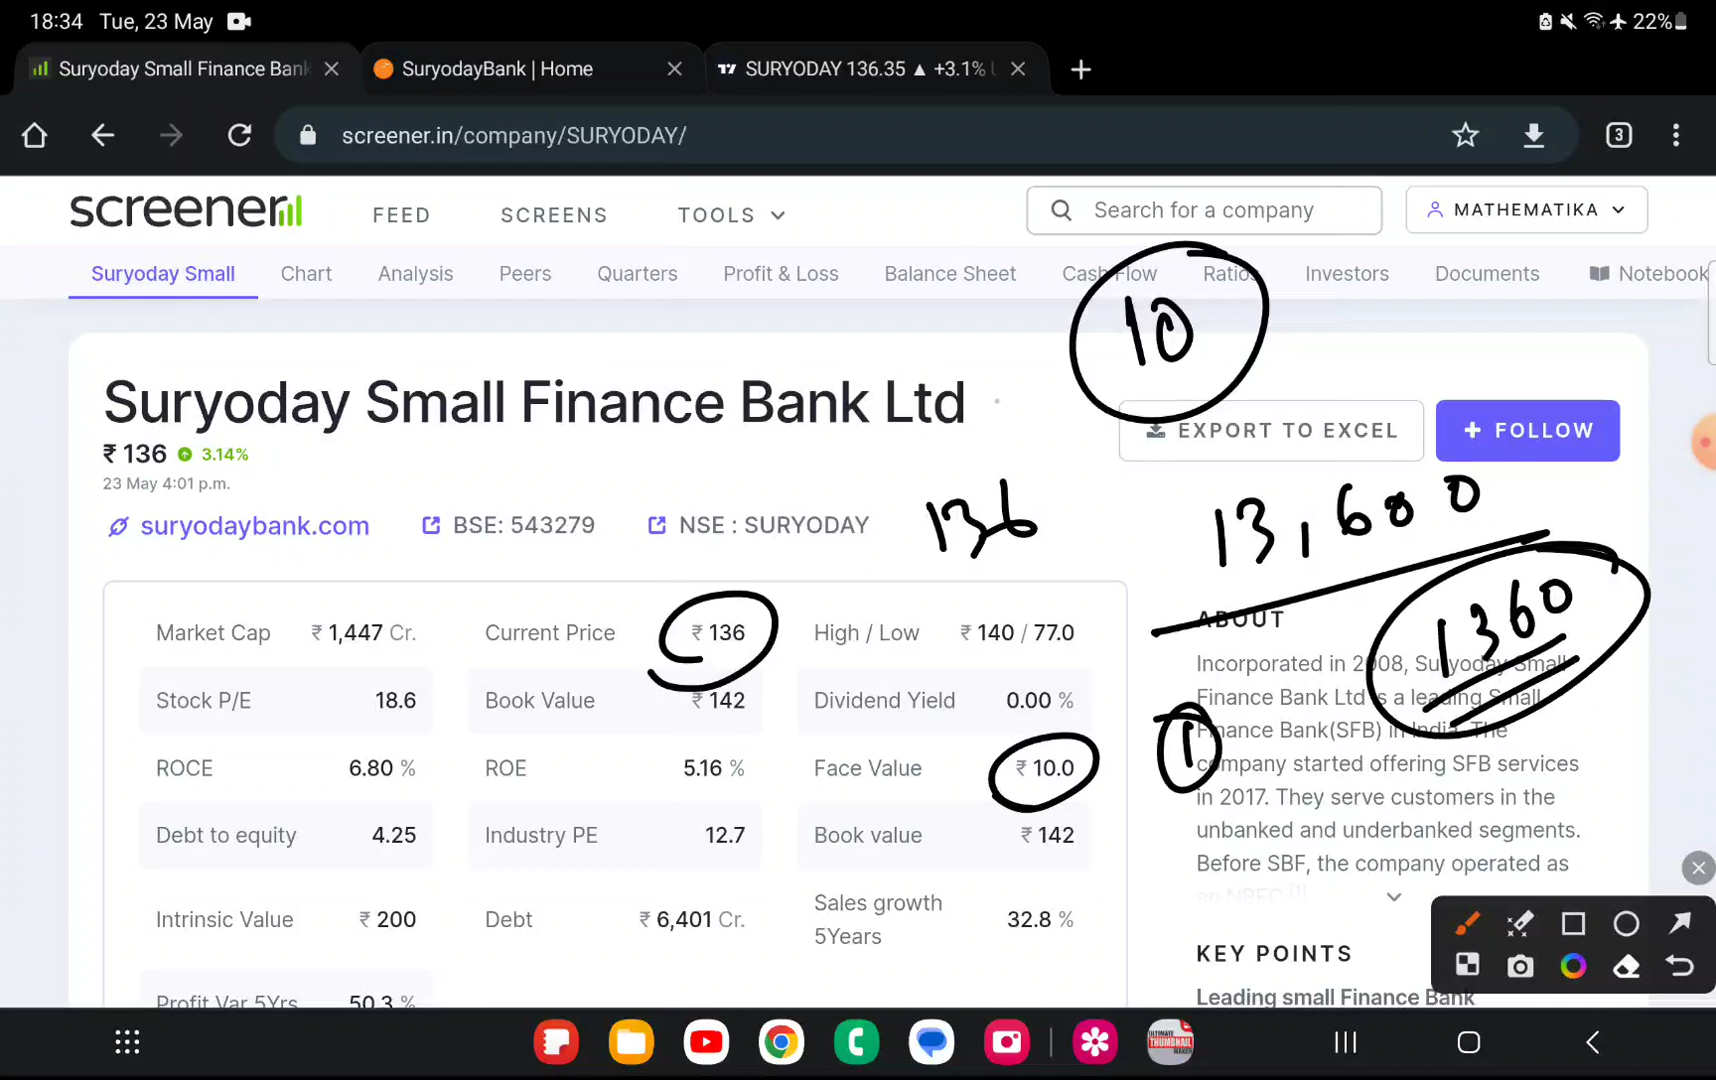 18:34 Tue, 23 May 22%
Suryoday Small Finance Bank SuryodayBank | Home SURYODAY 136.35 ▲ +3.1%
screener.in/company/SURYODAY/ 3
screener FEED SCREENS TOOLS Search for a company MATHEMATIKA
Suryoday Small Chart Analysis Peers Quarters Profit & Loss Balance Sheet Cash Flow Ratios Investors Documents Notebook
10
Suryoday Small Finance Bank Ltd
EXPORT TO EXCEL + FOLLOW
₹ 136 3.14%
23 May 4:01 p.m.
suryodaybank.com BSE: 543279 NSE : SURYODAY
136 13,600
1360
1
Market Cap ₹ 1,447 Cr. Current Price ₹ 136 High / Low ₹ 140 / 77.0
Stock P/E 18.6 Book Value ₹ 142 Dividend Yield 0.00 %
ROCE 6.80 % ROE 5.16 % Face Value ₹ 10.0
Debt to equity 4.25 Industry PE 12.7 Book value ₹ 142
Intrinsic Value ₹ 200 Debt ₹ 6,401 Cr. Sales growth 5Years 32.8 %
Profit Var 5Yrs 50.3 %
ABOUT
Incorporated in 2008, Suryoday Small
Finance Bank Ltd is a leading Small
Finance Bank(SFB) in India. The
company started offering SFB services
in 2017. They serve customers in the
unbanked and underbanked segments.
Before SBF, the company operated as
an NBFC [1]
KEY POINTS
Leading small Finance Bank
ULTIMATE
THUMBNAIL
MAKER